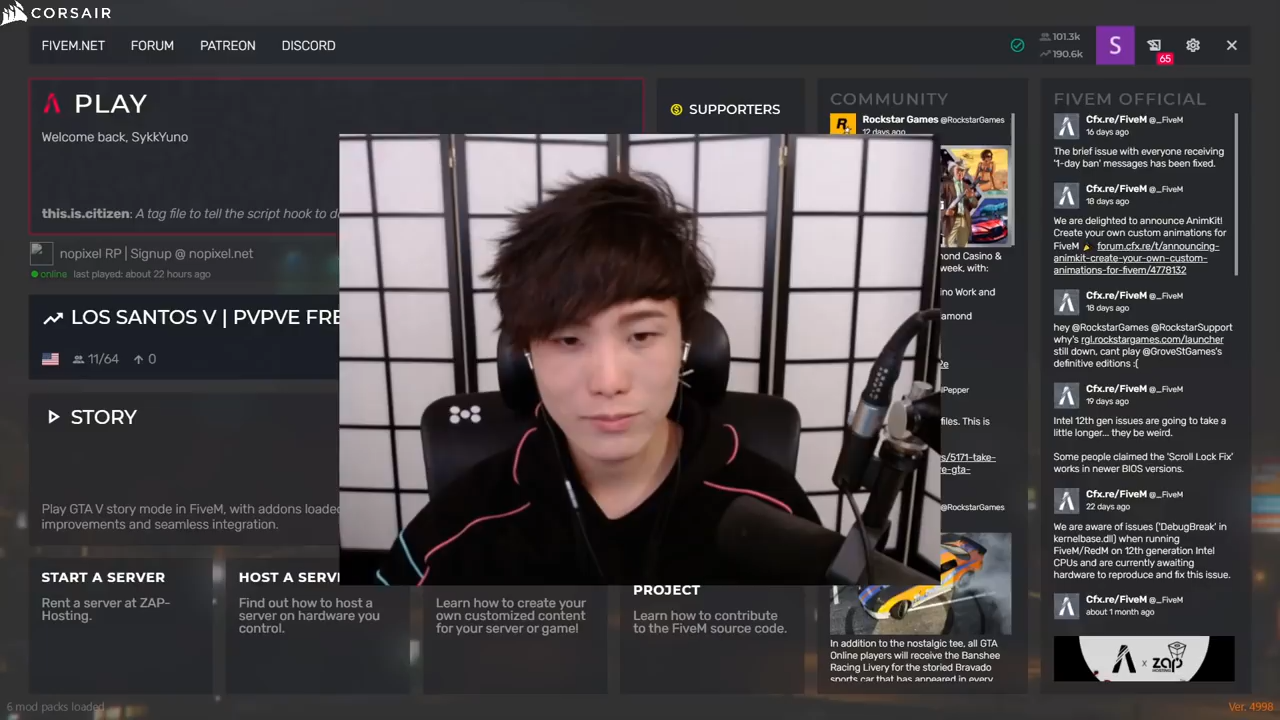 CORSAIR
FIVEM.NET
FORUM
PATREON
DISCORD
101.3k
190.6k
S
65
PLAY
Welcome back, SykkYuno
this.is.citizen: A tag file to tell the script hook to
nopixel RP | Signup @ nopixel.net
online last played: about 22 hours ago
LOS SANTOS V | PVPVE
11/64
0
STORY
Play GTA V story mode in FiveM, with addons
improvements and seamless integration.
START A SERVER
Rent a server at ZAP-
Hosting.
HOST A
Find out how to host a
server on hardware you
control.
Learn how to create your
own customized content
for your server or game!
PROJECT
Learn how to contribute
to the FiveM source code.
SUPPORTERS
COMMUNITY
Rockstar Games @RockstarGames
12 days ago
Casino &
week, with:
Work and
files. This is
s/5171-take-
e-gta-
@RockstarGames
In addition to the nostalgic tee, all GTA
Online players will receive the Banshee
Racing Livery for the storied Bravado
sports car that has appeared in every
FIVEM OFFICIAL
Cfx.re/FiveM @_FiveM
16 days ago
The brief issue with everyone receiving
'1-day ban' messages has been fixed.
Cfx.re/FiveM @_FiveM
18 days ago
We are delighted to announce AnimKit!
Create your own custom animations for
FiveM forum.cfx.re/t/announcing-
animkit-create-your-own-custom-
animations-for-fivem/4778132
Cfx.re/FiveM @_FiveM
18 days ago
hey @RockstarGames @RockstarSupport
why's rgl.rockstargames.com/launcher
still down, cant play @GroveStGames's
definitive editions :(
Cfx.re/FiveM @_FiveM
19 days ago
Intel 12th gen issues are going to take a
little longer... they be weird.
Some people claimed the 'Scroll Lock Fix'
works in newer BIOS versions.
Cfx.re/FiveM @_FiveM
22 days ago
We are aware of issues ('DebugBreak' in
kernelbase.dll) when running
FiveM/RedM on 12th generation Intel
CPUs and are currently awaiting
hardware to reproduce and fix this issue.
Cfx.re/FiveM @_FiveM
about 1 month ago
x zap
HOSTING
6 mod packs loaded
Ver. 4998